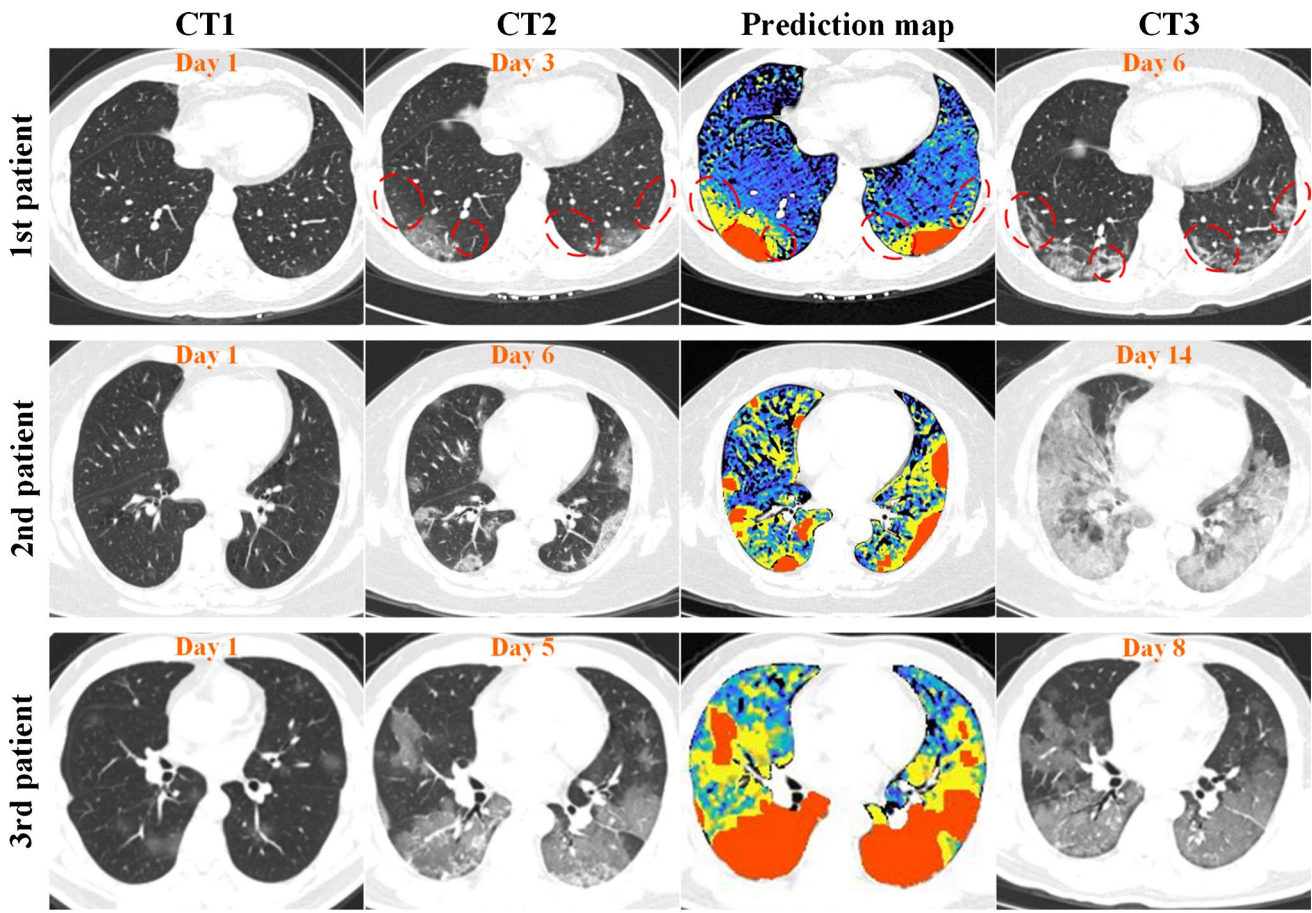 CT1 CT2 Prediction map CT3
1st patient
Day 1 Day 3 Day 6
2nd patient
Day 1 Day 6 Day 14
3rd patient
Day 1 Day 5 Day 8